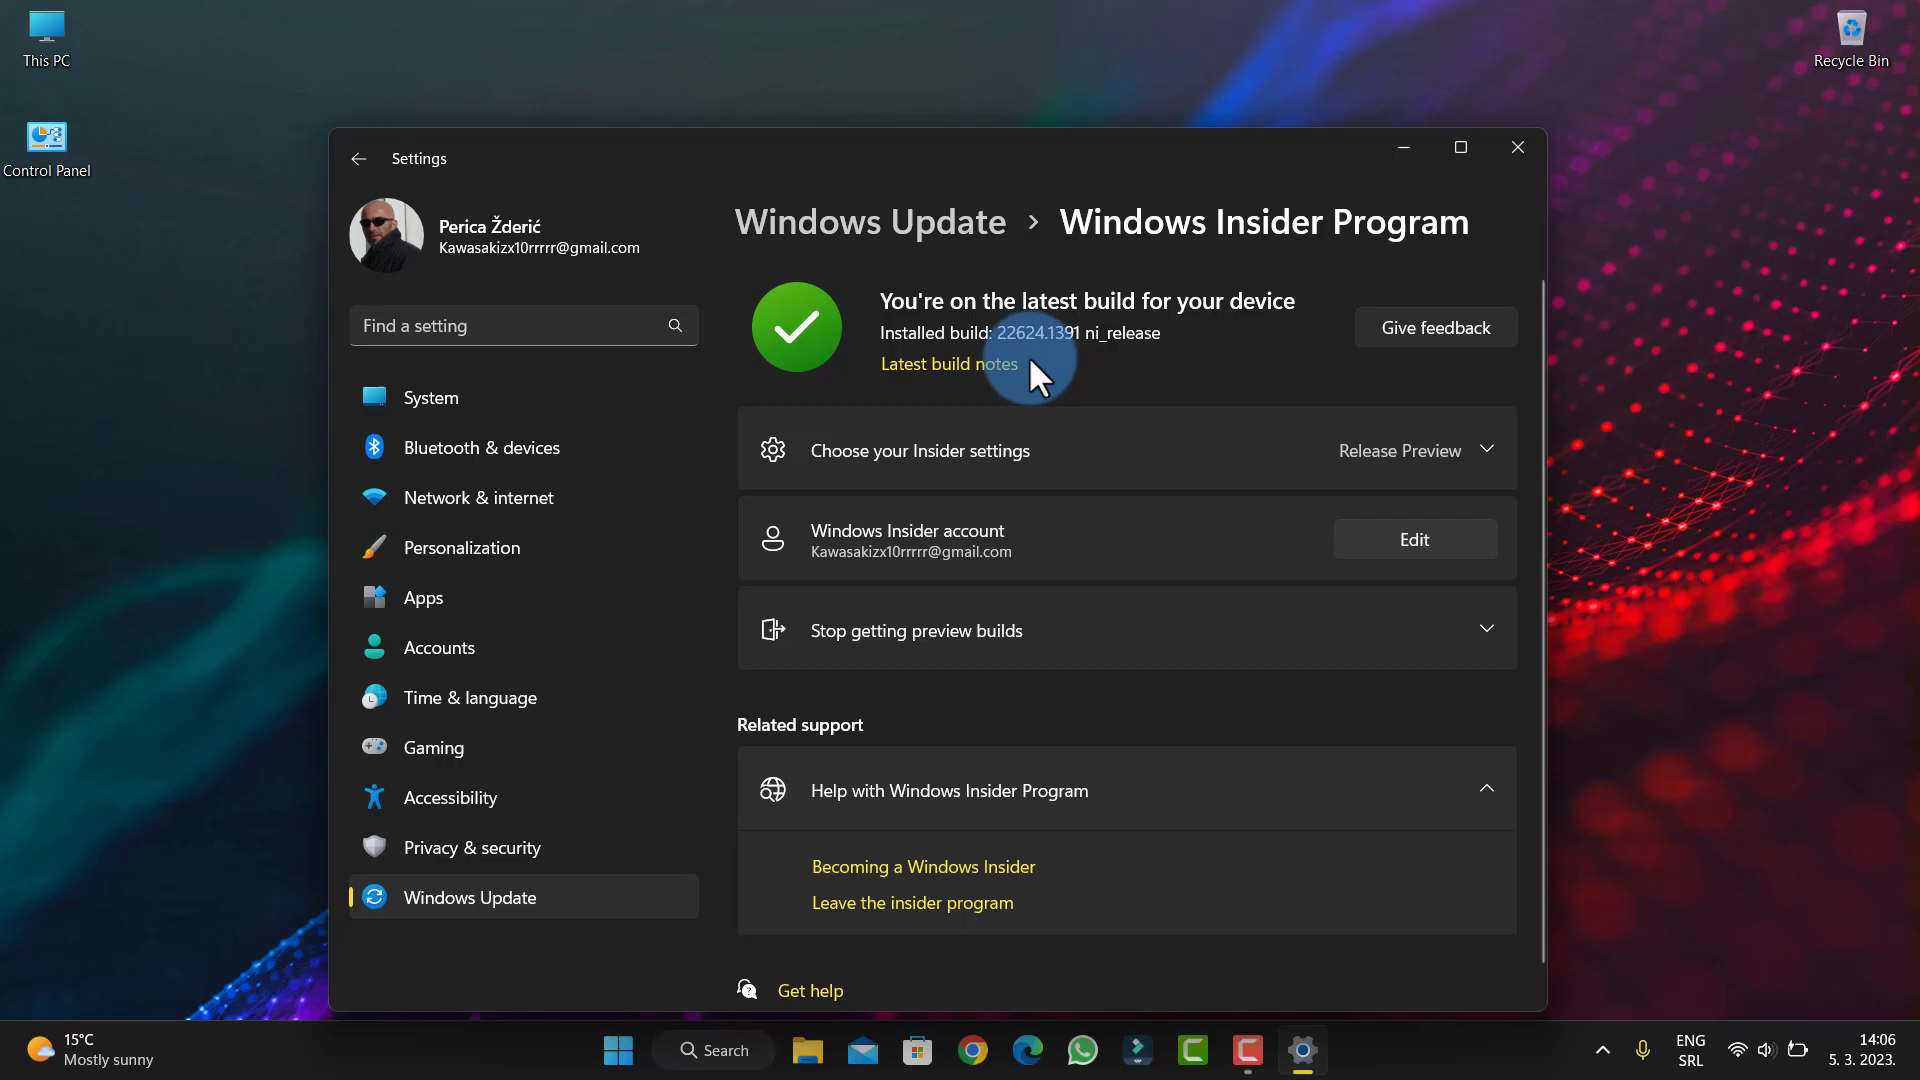 This PC
Recycle Bin
Control Panel
Settings
Perica Žderić
Kawasakizx10rrrrr@gmail.com
Find a setting
System
Bluetooth & devices
Network & internet
Personalization
Apps
Accounts
Time & language
Gaming
Accessibility
Privacy & security
Windows Update
Windows Update > Windows Insider Program
You're on the latest build for your device
Installed build: 22624.1391 ni_release
Latest build notes
Give feedback
Choose your Insider settings
Release Preview
Windows Insider account
Kawasakizx10rrrrr@gmail.com
Edit
Stop getting preview builds
Related support
Help with Windows Insider Program
Becoming a Windows Insider
Leave the insider program
Get help
15°C
Mostly sunny
Search
ENG
SRL
14:06
5. 3. 2023.